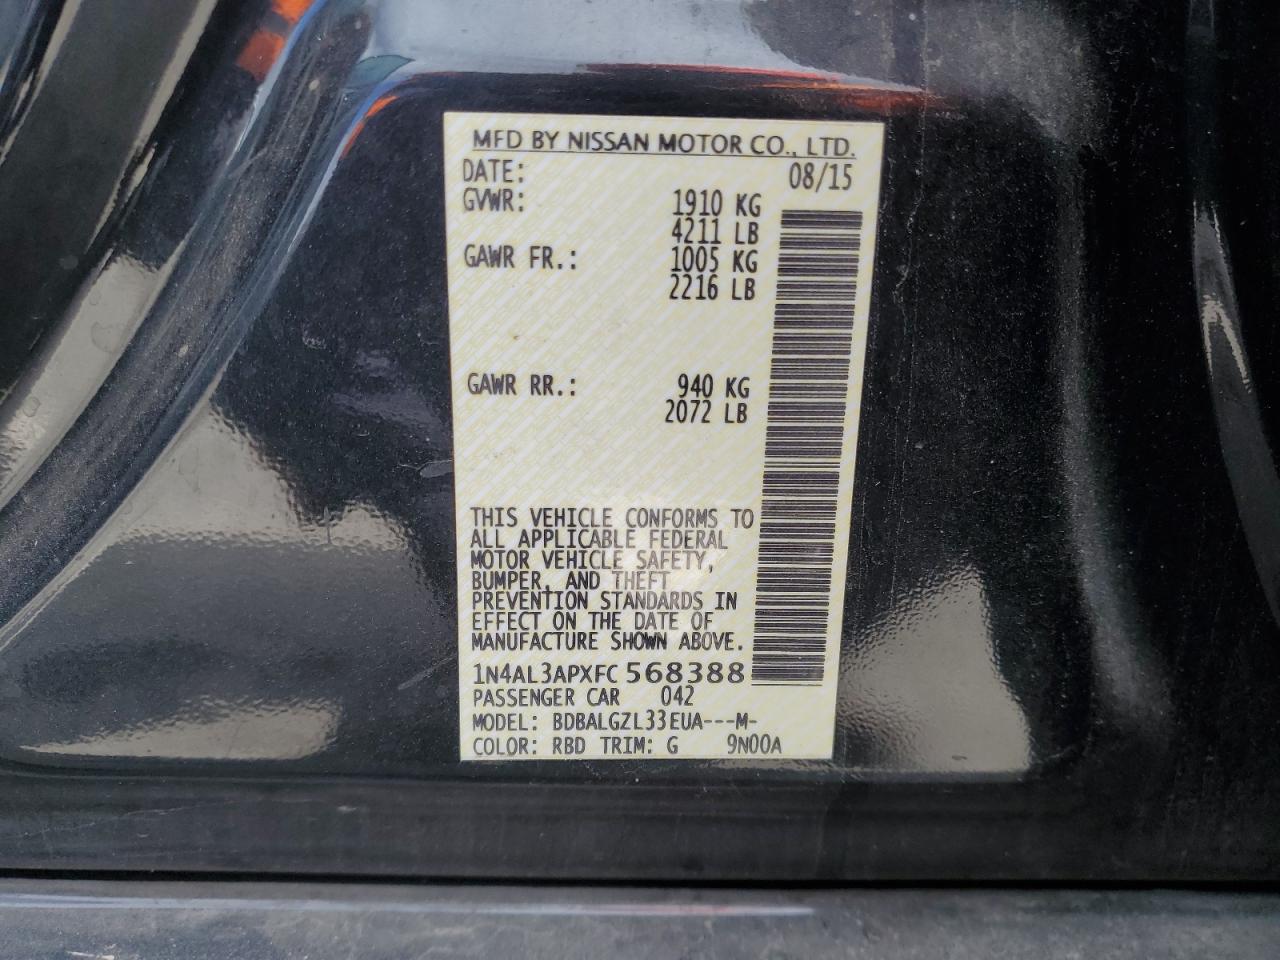 MFD BY NISSAN MOTOR CO., LTD.
DATE: 08/15
GVWR: 1910 KG
4211 LB
GAWR FR.: 1005 KG
2216 LB
GAWR RR.: 940 KG
2072 LB
THIS VEHICLE CONFORMS TO
ALL APPLICABLE FEDERAL
MOTOR VEHICLE SAFETY,
BUMPER, AND THEFT
PREVENTION STANDARDS IN
EFFECT ON THE DATE OF
MANUFACTURE SHOWN ABOVE.
1N4AL3APXFC 568388
PASSENGER CAR 042
MODEL: BDBALGZL33EUA---M-
COLOR: RBD TRIM: G 9N00A